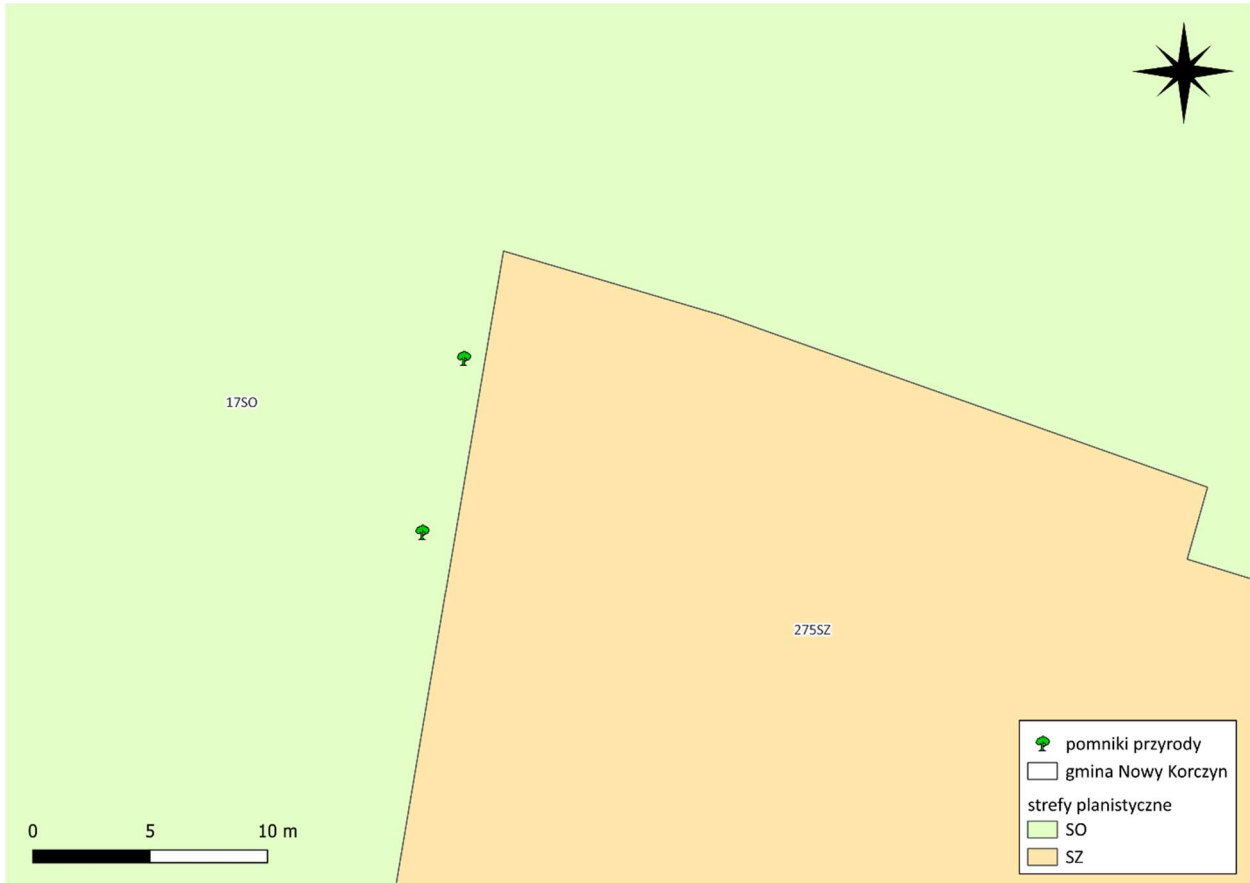 17SO
275SZ
pomniki przyrody
gmina Nowy Korczyn
strefy planistyczne
SO
SZ
0 5 10 m